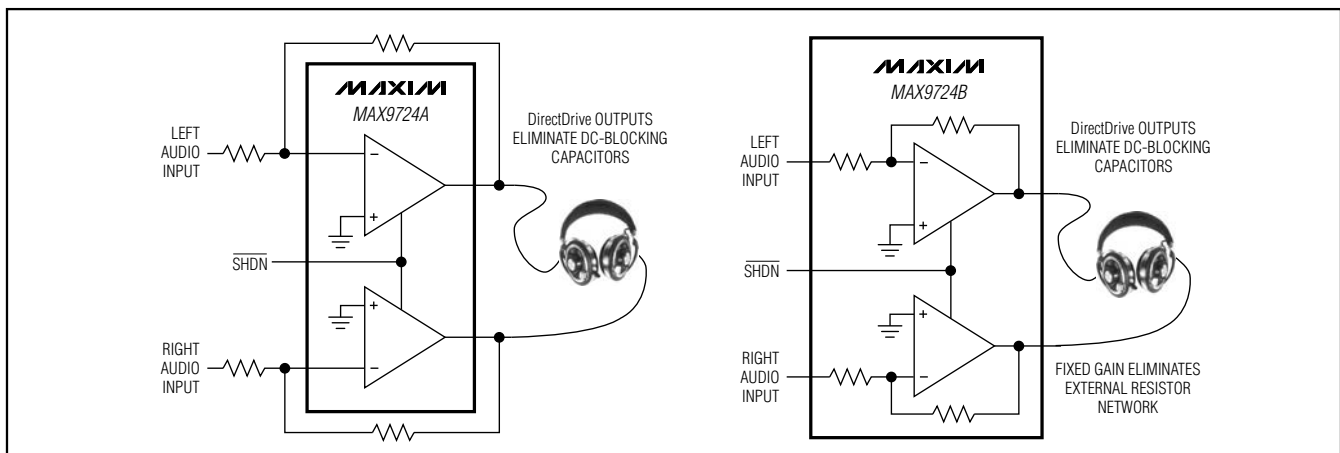 MAXIM
MAX9724A
LEFT
AUDIO
INPUT
DirectDrive OUTPUTS
ELIMINATE DC-BLOCKING
CAPACITORS
−
+
SHDN
+
−
RIGHT
AUDIO
INPUT
MAXIM
MAX9724B
LEFT
AUDIO
INPUT
DirectDrive OUTPUTS
ELIMINATE DC-BLOCKING
CAPACITORS
−
+
SHDN
+
−
RIGHT
AUDIO
INPUT
FIXED GAIN ELIMINATES
EXTERNAL RESISTOR
NETWORK